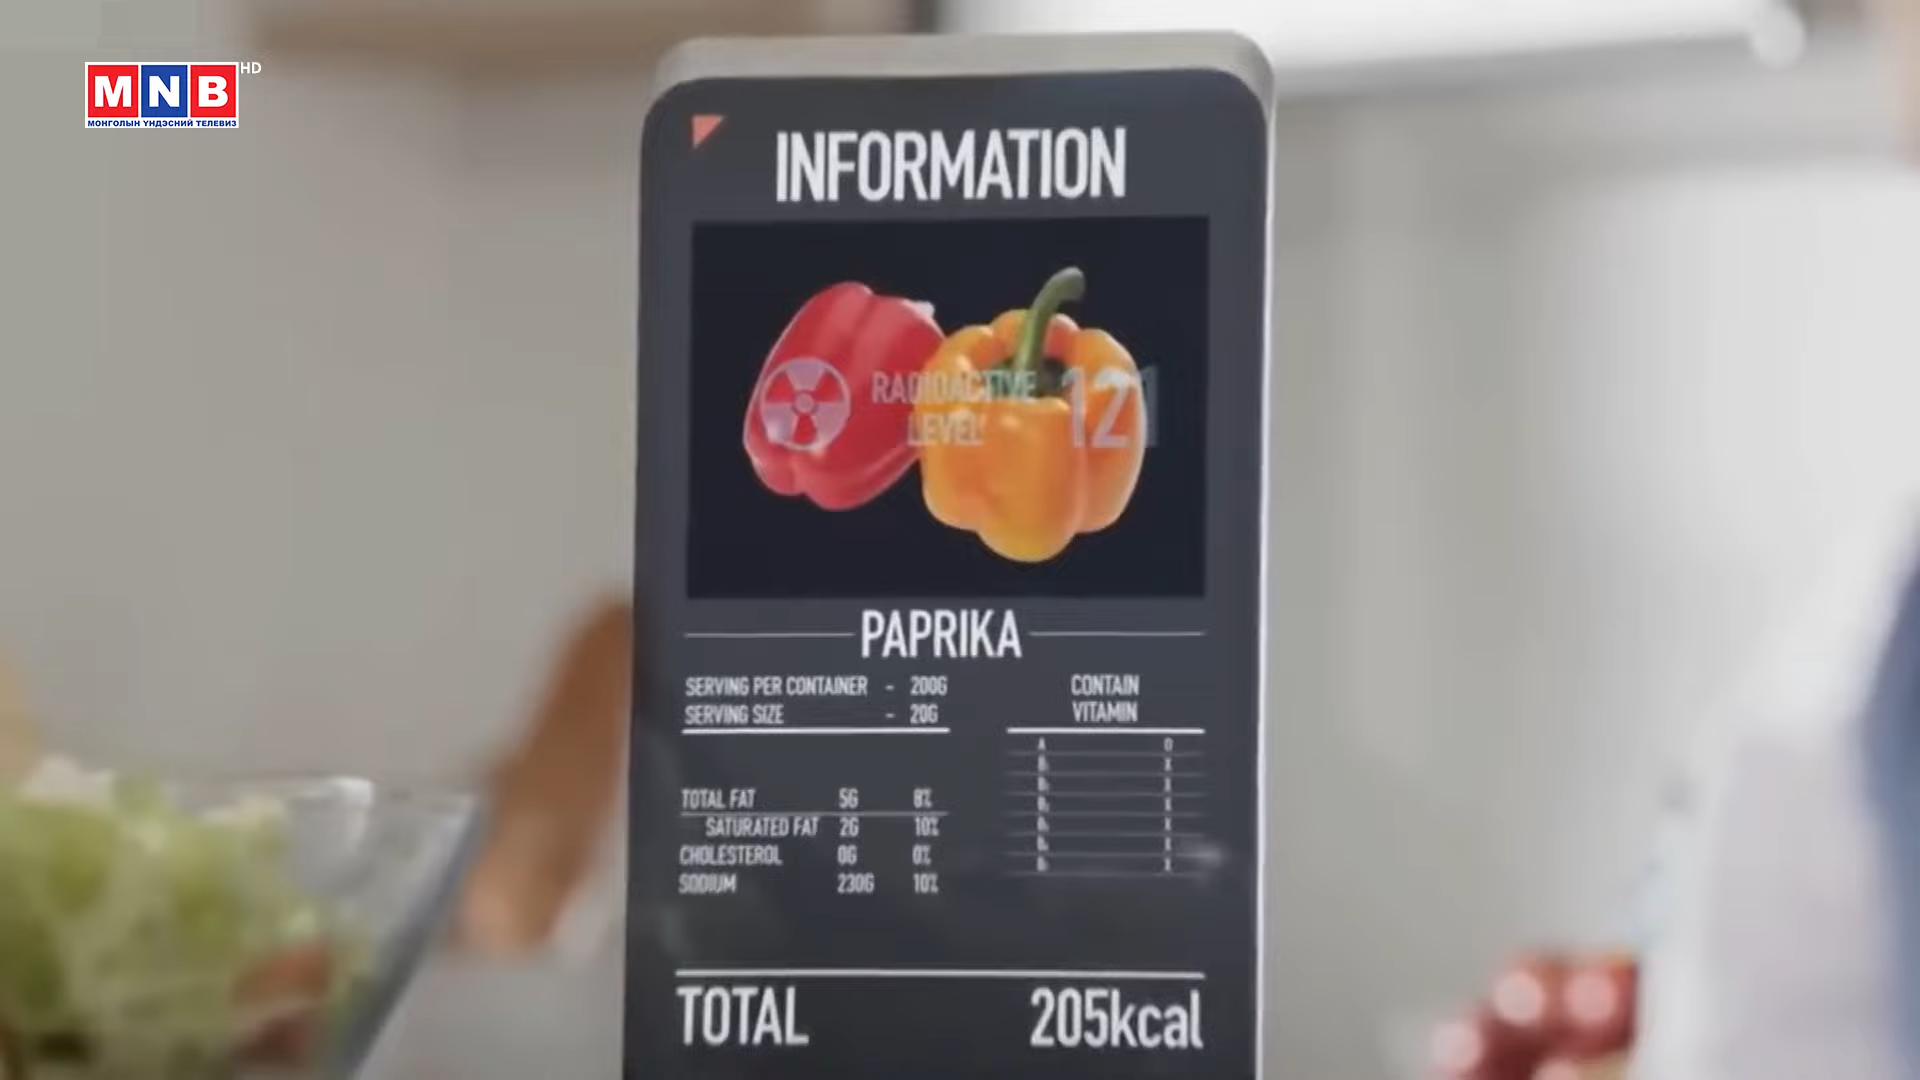 MNB HD
МОНГОЛЫН ҮНДЭСНИЙ ТЕЛЕВИЗ
INFORMATION
RADIOACTIVE LEVEL 121
PAPRIKA
SERVING PER CONTAINER - 200G
SERVING SIZE - 20G
CONTAIN
VITAMIN
A O
X
X
X
X
X
X
TOTAL FAT 5G 8%
SATURATED FAT 2G 10%
CHOLESTEROL 0G 0%
SODIUM 230G 10%
TOTAL 205kcal